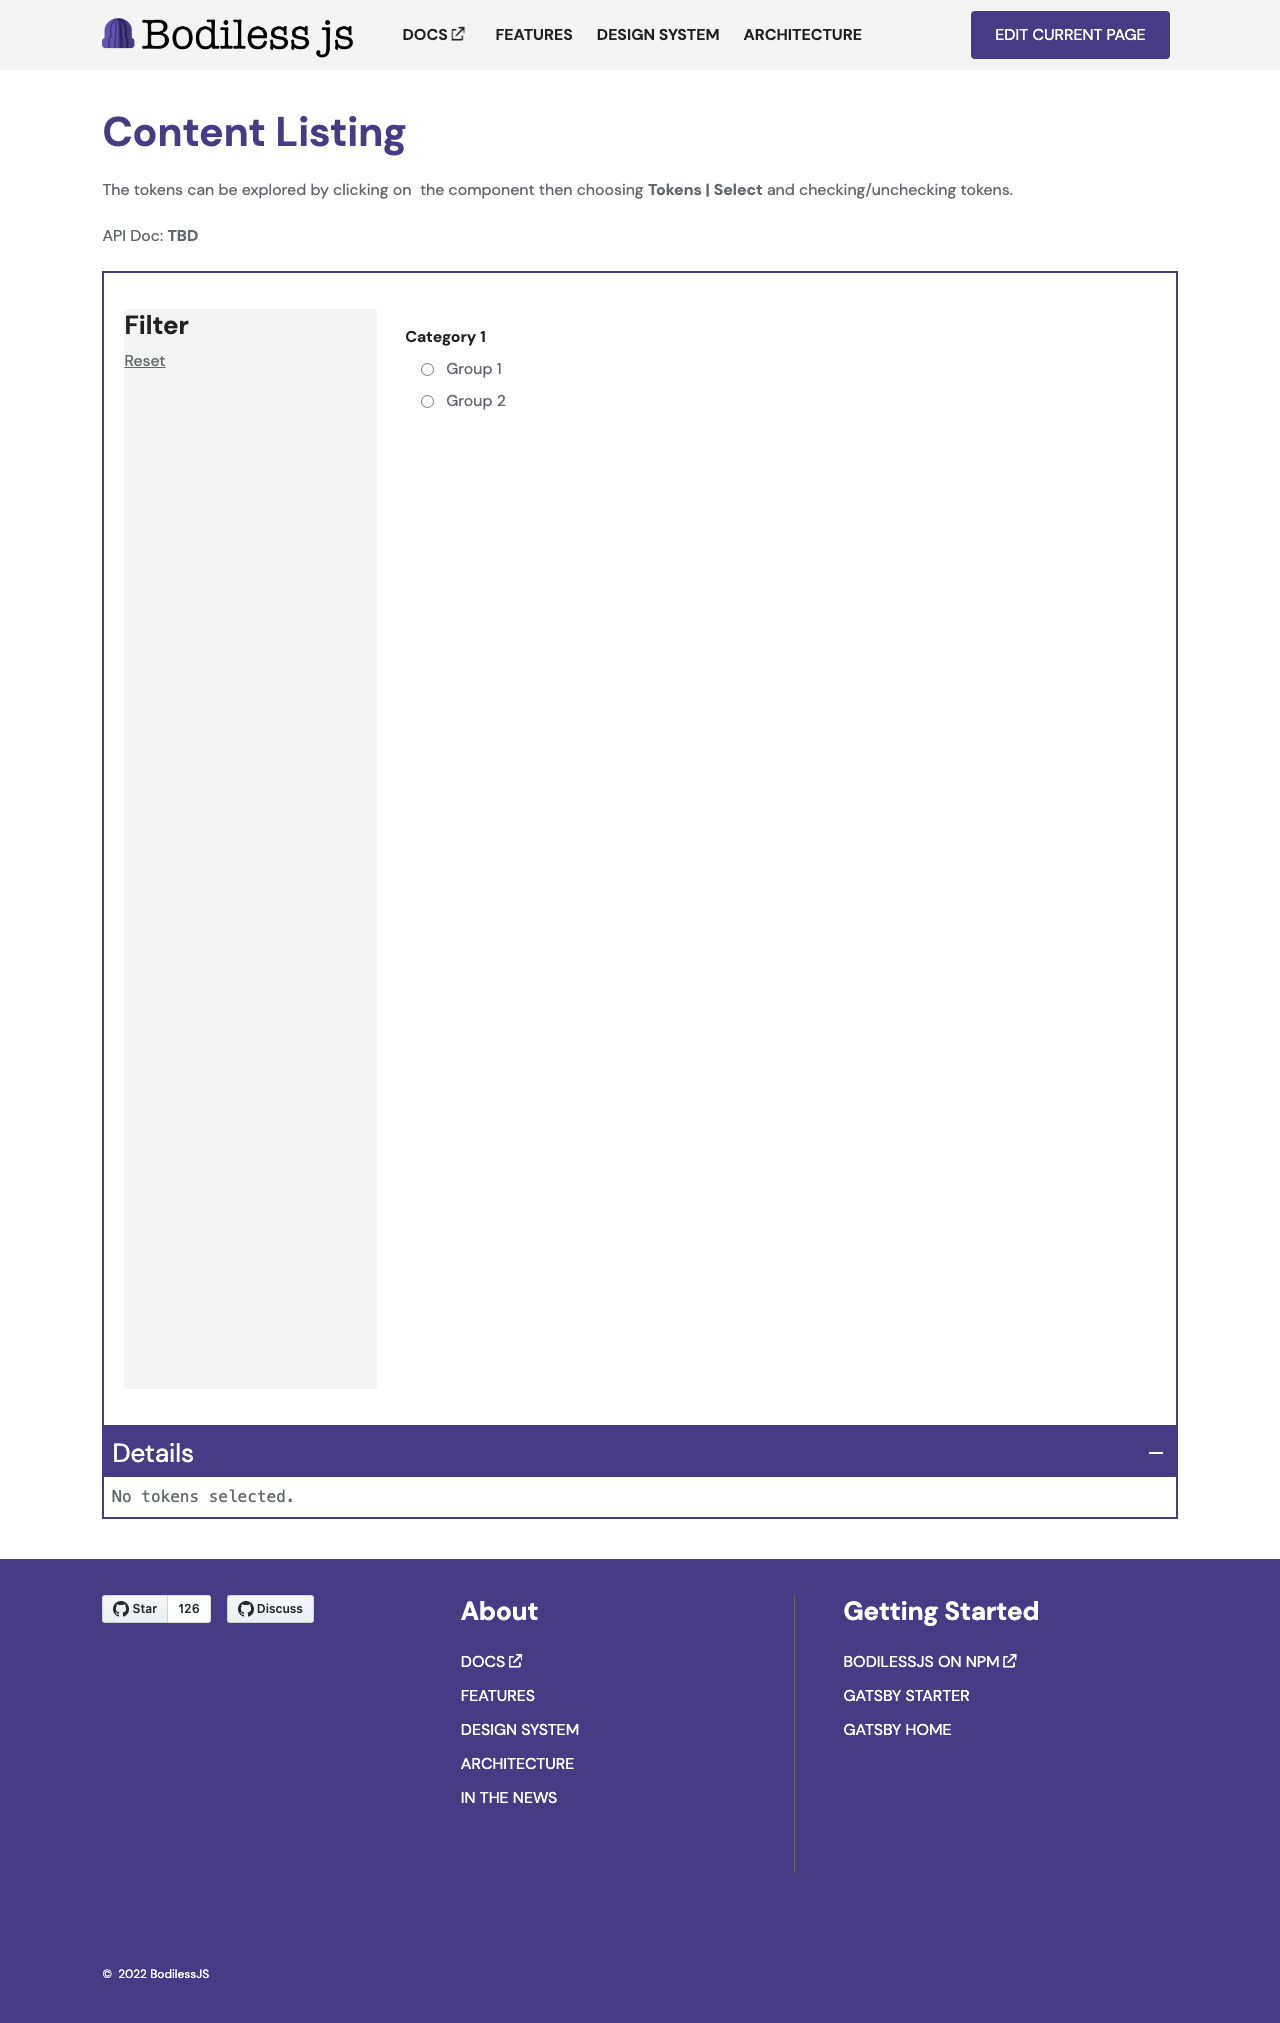 Bodiless js
DOCS FEATURES DESIGN SYSTEM ARCHITECTURE EDIT CURRENT PAGE
Content Listing
The tokens can be explored by clicking on  the component then choosing Tokens | Select and checking/unchecking tokens.
API Doc: TBD
Filter
Reset
Category 1
Group 1
Group 2
Details
No tokens selected.
Star 126 Discuss
About
DOCS
FEATURES
DESIGN SYSTEM
ARCHITECTURE
IN THE NEWS
Getting Started
BODILESSJS ON NPM
GATSBY STARTER
GATSBY HOME
© 2022 BodilessJS